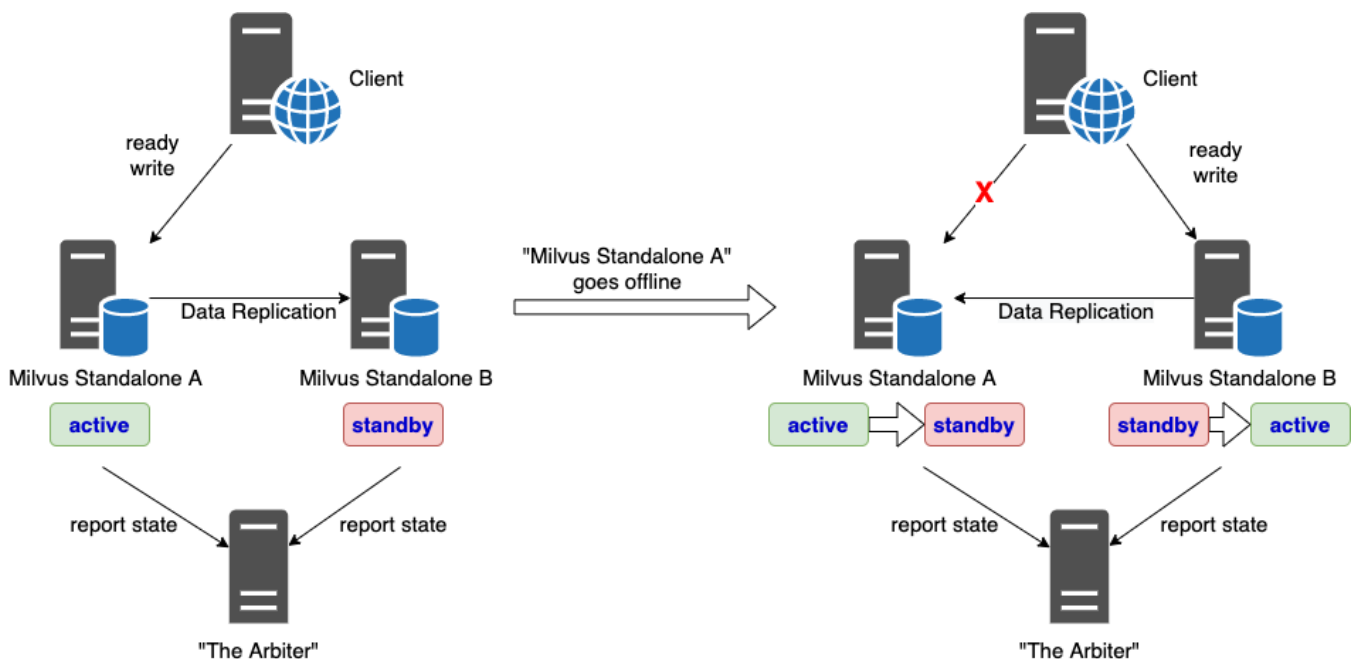 Client
ready
write
Data Replication
Milvus Standalone A
Milvus Standalone B
active
standby
report state
report state
"The Arbiter"
"Milvus Standalone A"
goes offline
Client
X
ready
write
Data Replication
Milvus Standalone A
Milvus Standalone B
active
standby
standby
active
report state
report state
"The Arbiter"